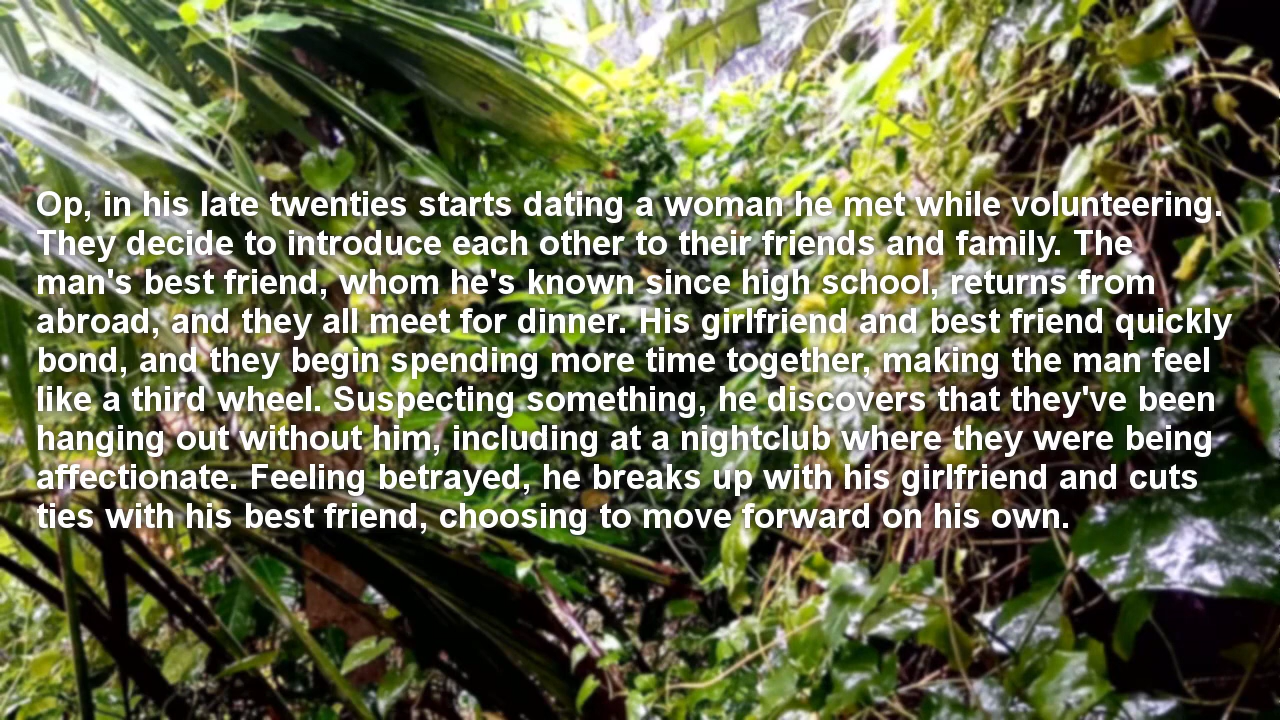 Op, in his late twenties starts dating a woman he met while volunteering.
They decide to introduce each other to their friends and family. The
man's best friend, whom he's known since high school, returns from
abroad, and they all meet for dinner. His girlfriend and best friend quickly
bond, and they begin spending more time together, making the man feel
like a third wheel. Suspecting something, he discovers that they've been
hanging out without him, including at a nightclub where they were being
affectionate. Feeling betrayed, he breaks up with his girlfriend and cuts
ties with his best friend, choosing to move forward on his own.